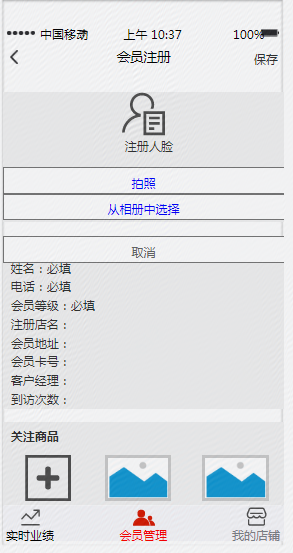 中国移动 上午 10:37 100%
会员注册 保存
注册人脸
拍照
从相册中选择
取消
姓名：必填
电话：必填
会员等级：必填
注册店名：
会员地址：
会员卡号：
客户经理：
到访次数：
关注商品
实时业绩 会员管理 我的店铺